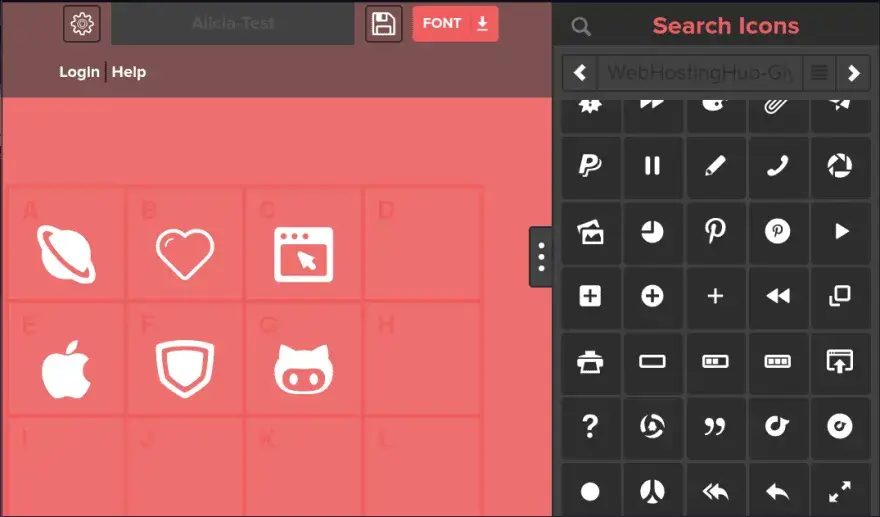 Alicia-Test
FONT
Search Icons
Login | Help
WebHostingHub-Gly
A B C D
E F G H
I J K L